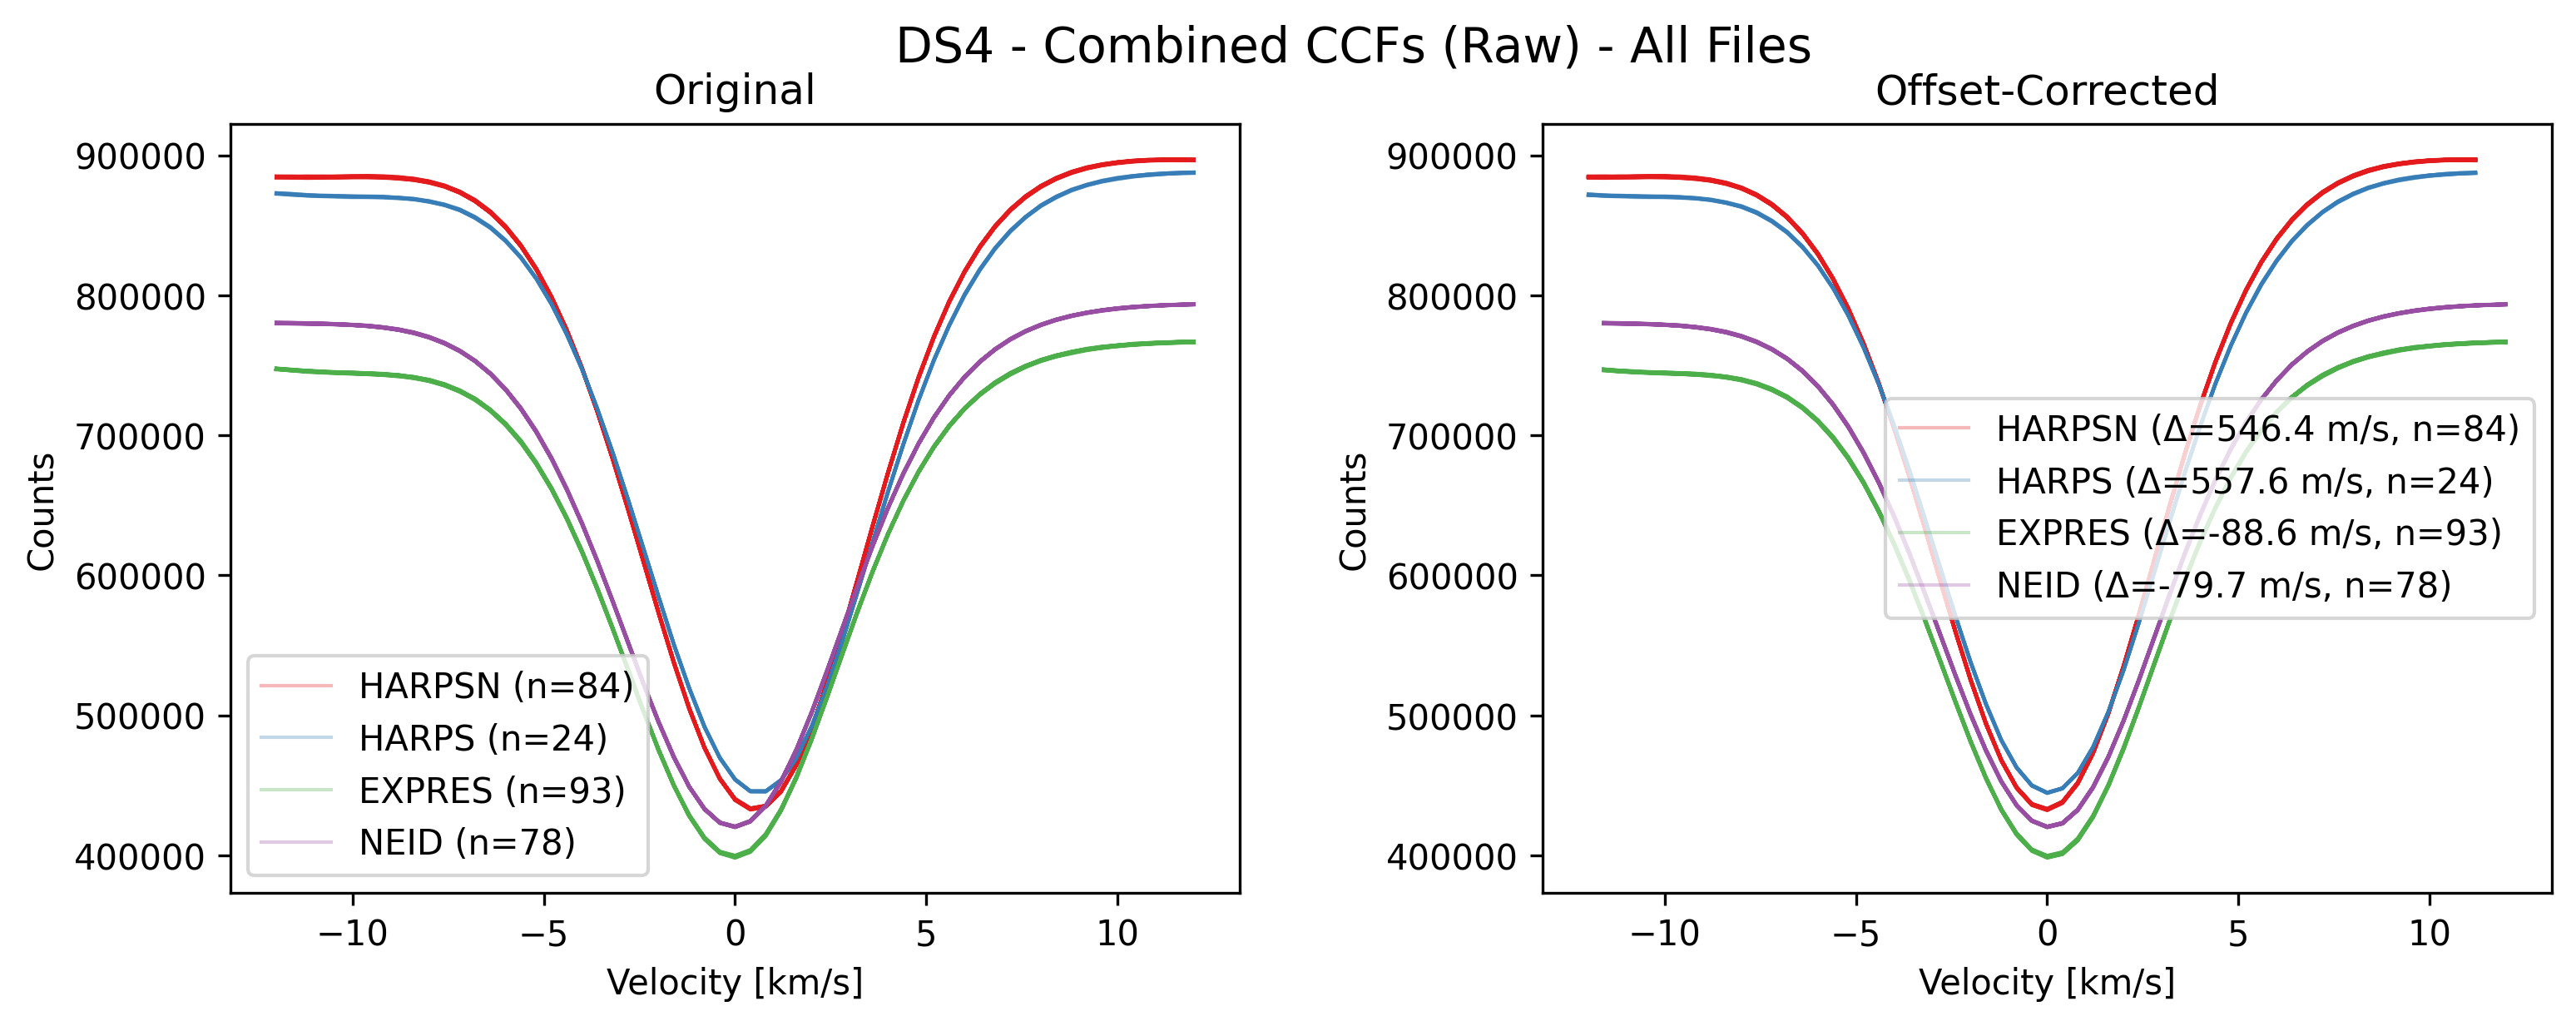 DS4 - Combined CCFs (Raw) - All Files
Original
Counts
900000
800000
700000
600000
500000
400000
HARPSN (n=84)
HARPS (n=24)
EXPRES (n=93)
NEID (n=78)
−10
−5
0
5
10
Velocity [km/s]
Offset-Corrected
Counts
900000
800000
700000
600000
500000
400000
HARPSN (Δ=546.4 m/s, n=84)
HARPS (Δ=557.6 m/s, n=24)
EXPRES (Δ=-88.6 m/s, n=93)
NEID (Δ=-79.7 m/s, n=78)
−10
−5
0
5
10
Velocity [km/s]